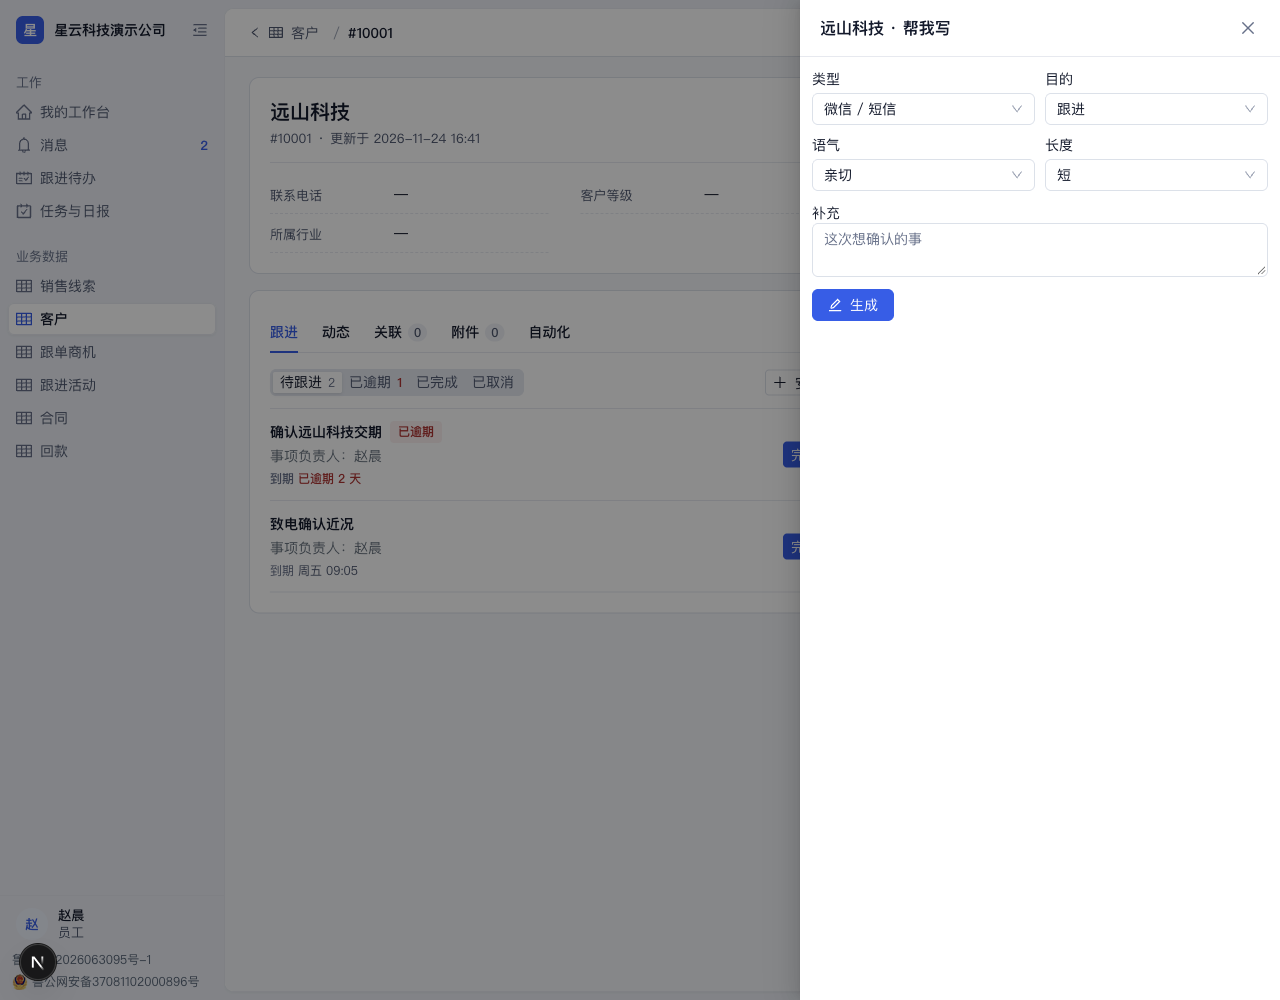 星
星云科技演示公司
工作
我的工作台
消息
2
跟进待办
任务与日报
业务数据
销售线索
客户
跟单商机
跟进活动
合同
回款
赵
赵晨
员工
2026063095号-1
鲁公网安备37081102000896号
N
客户 / #10001
远山科技
#10001 · 更新于 2026-11-24 16:41
联系电话 —
客户等级 —
所属行业 —
跟进
动态
关联 0
附件 0
自动化
待跟进 2
已逾期 1
已完成
已取消
确认远山科技交期
已逾期
事项负责人：赵晨
到期 已逾期 2 天
致电确认近况
事项负责人：赵晨
到期 周五 09:05
远山科技 · 帮我写
类型
目的
微信 / 短信
跟进
语气
长度
亲切
短
补充
这次想确认的事
生成